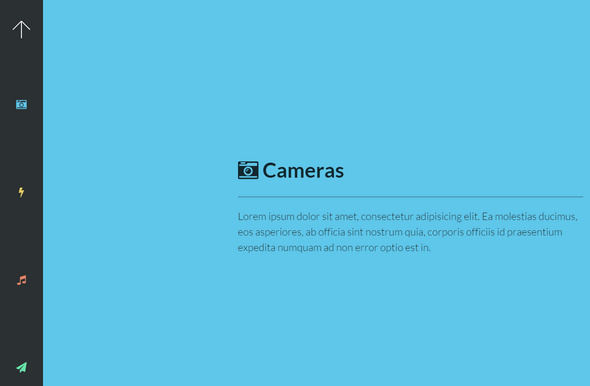 Cameras
Lorem ipsum dolor sit amet, consectetur adipisicing elit. Ea molestias ducimus,
eos asperiores, ab officia sint nostrum quia, corporis officiis id praesentium
expedita numquam ad non error optio est in.